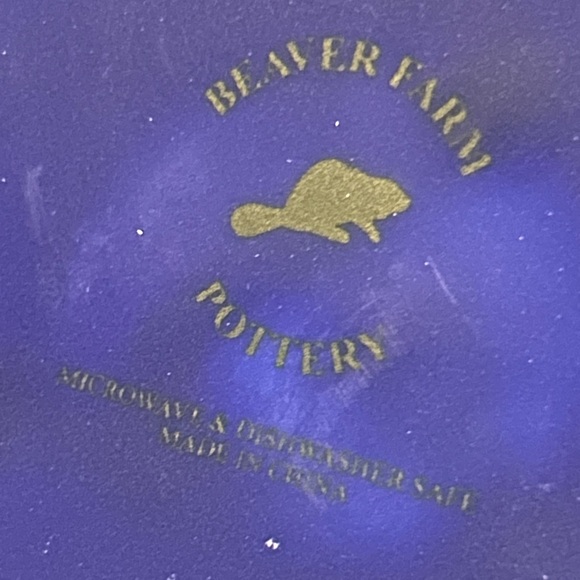 BEAVER FARM
POTTERY
MICROWAVE & DISHWASHER SAFE
MADE IN CHINA